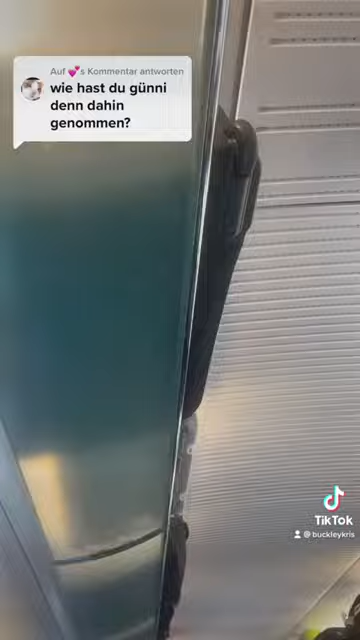 Auf 💕s Kommentar antworten
wie hast du günni
denn dahin
genommen?
TikTok
@buckleykris